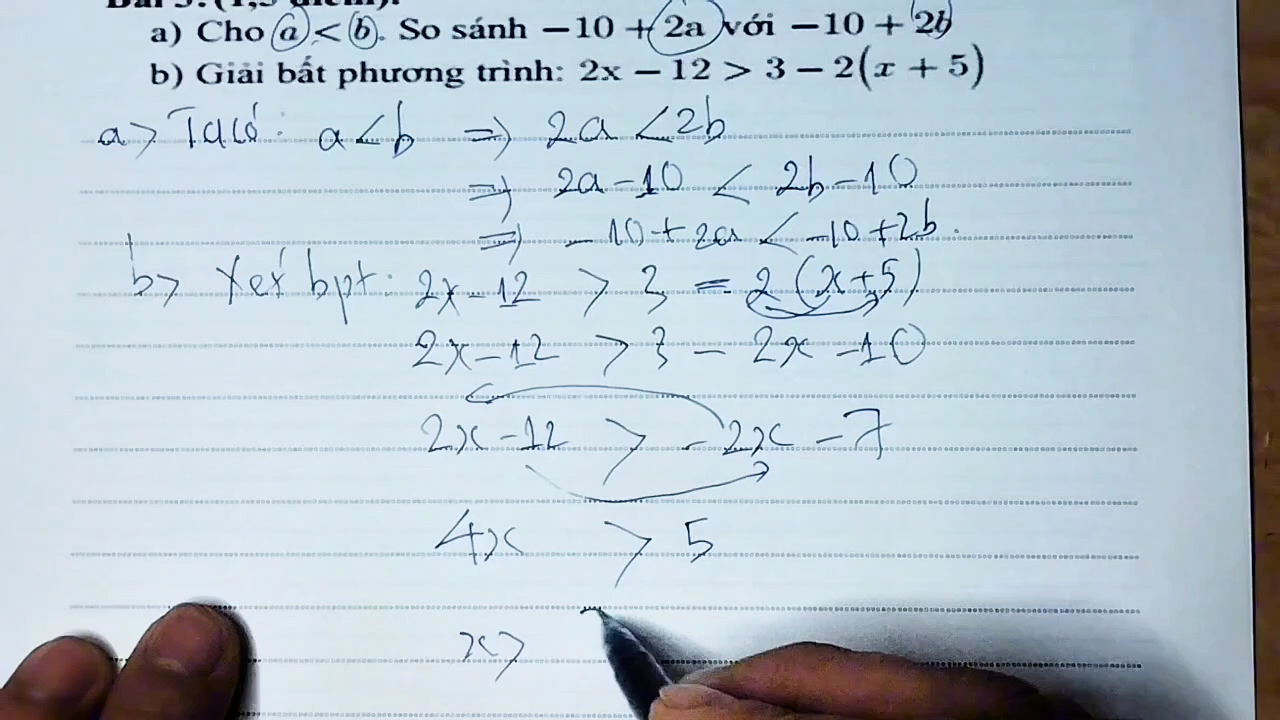 a) Cho a < b. So sánh −10 + 2a với −10 + 2b
b) Giải bất phương trình: 2x − 12 > 3 − 2(x + 5)
a> Ta có: a < b => 2a < 2b
=> 2a − 10 < 2b − 10
=> −10 + 2a < −10 + 2b.
b> Xét bpt: 2x − 12 > 3 − 2(x + 5)
2x − 12 > 3 − 2x − 10
2x − 12 > −2x − 7
4x > 5
x >